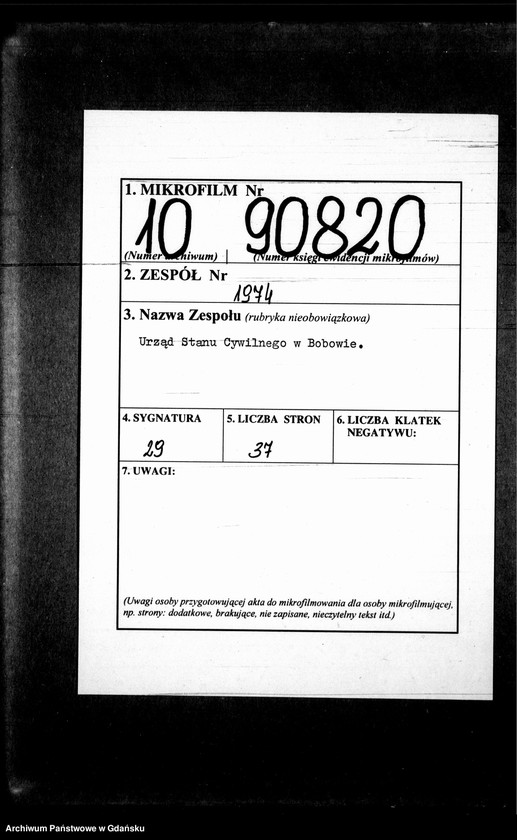 1. MIKROFILM Nr
10 90820
(Numer archiwum) (Numer księgi ewidencji mikrofilmów)
2. ZESPÓŁ Nr
1974
3. Nazwa Zespołu (rubryka nieobowiązkowa)
Urząd Stanu Cywilnego w Bobowie.
4. SYGNATURA
29
5. LICZBA STRON
37
6. LICZBA KLATEK
NEGATYWU:
7. UWAGI:
(Uwagi osoby przygotowującej akta do mikrofilmowania dla osoby mikrofilmującej,
np. strony: dodatkowe, brakujące, nie zapisane, nieczytelny tekst itd.)
Archiwum Państwowe w Gdańsku